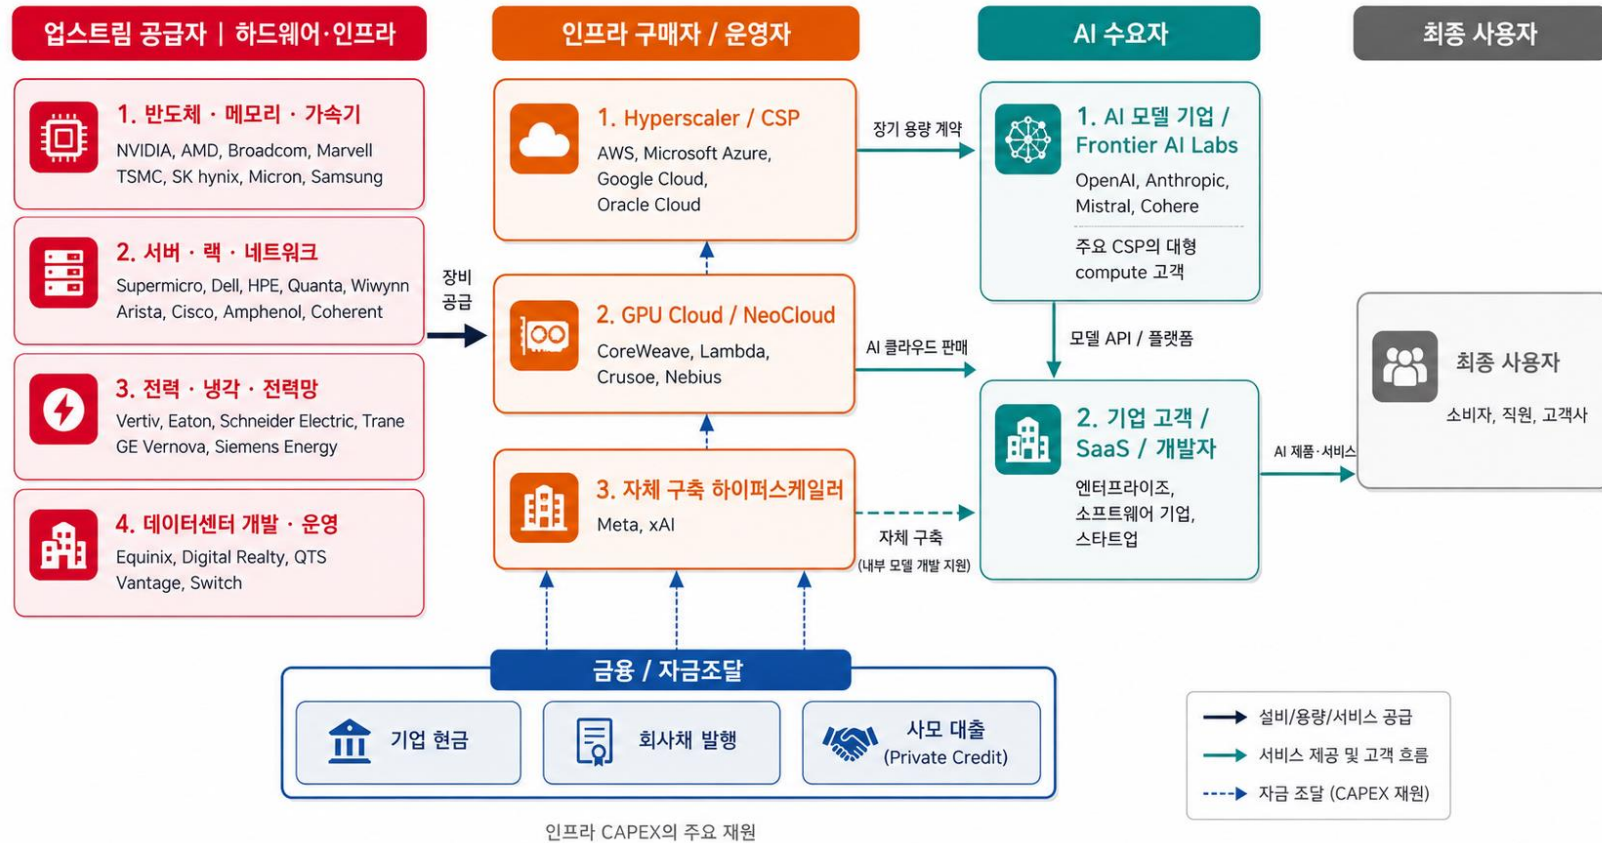 업스트림 공급자 | 하드웨어·인프라
1. 반도체 · 메모리 · 가속기
NVIDIA, AMD, Broadcom, Marvell
TSMC, SK hynix, Micron, Samsung
2. 서버 · 랙 · 네트워크
Supermicro, Dell, HPE, Quanta, Wiwynn
Arista, Cisco, Amphenol, Coherent
3. 전력 · 냉각 · 전력망
Vertiv, Eaton, Schneider Electric, Trane
GE Vernova, Siemens Energy
4. 데이터센터 개발 · 운영
Equinix, Digital Realty, QTS
Vantage, Switch
장비
공급
인프라 구매자 / 운영자
1. Hyperscaler / CSP
AWS, Microsoft Azure,
Google Cloud,
Oracle Cloud
2. GPU Cloud / NeoCloud
CoreWeave, Lambda,
Crusoe, Nebius
3. 자체 구축 하이퍼스케일러
Meta, xAI
장기 용량 계약
AI 클라우드 판매
자체 구축
(내부 모델 개발 지원)
AI 수요자
1. AI 모델 기업 /
Frontier AI Labs
OpenAI, Anthropic,
Mistral, Cohere
주요 CSP의 대형
compute 고객
모델 API / 플랫폼
2. 기업 고객 /
SaaS / 개발자
엔터프라이조,
소프트웨어 기업,
스타트업
AI 제품·서비스
최종 사용자
최종 사용자
소비자, 직원, 고객사
금융 / 자금조달
기업 현금
회사채 발행
사모 대출
(Private Credit)
인프라 CAPEX의 주요 재원
설비/용량/서비스 공급
서비스 제공 및 고객 흐름
자금 조달 (CAPEX 재원)